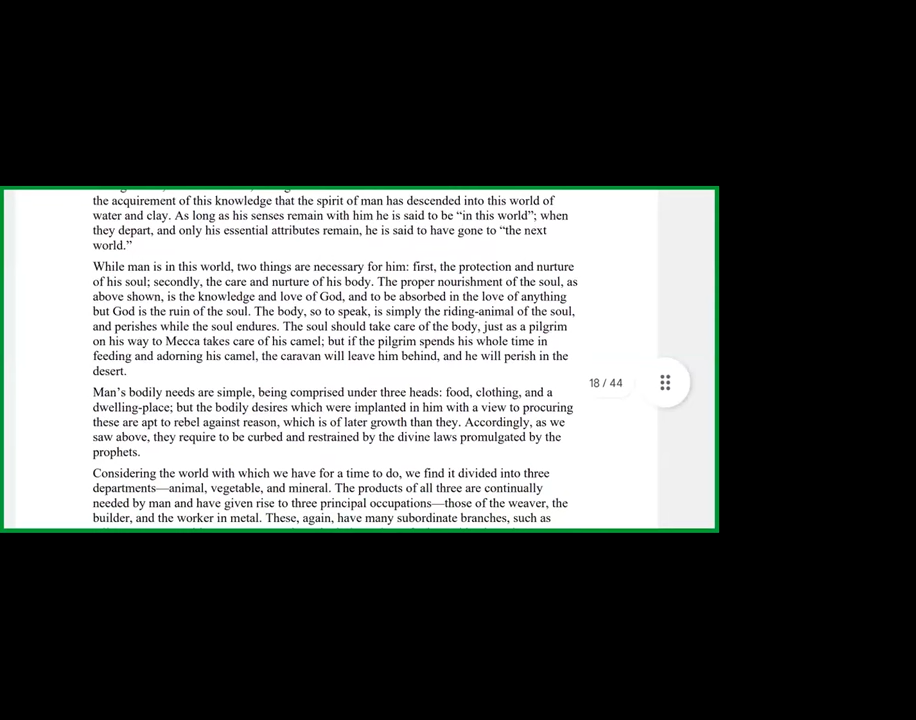 the acquirement of this knowledge that the spirit of man has descended into this world of
water and clay. As long as his senses remain with him he is said to be “in this world”; when
they depart, and only his essential attributes remain, he is said to have gone to “the next
world.”
While man is in this world, two things are necessary for him: first, the protection and nurture
of his soul; secondly, the care and nurture of his body. The proper nourishment of the soul, as
above shown, is the knowledge and love of God, and to be absorbed in the love of anything
but God is the ruin of the soul. The body, so to speak, is simply the riding-animal of the soul,
and perishes while the soul endures. The soul should take care of the body, just as a pilgrim
on his way to Mecca takes care of his camel; but if the pilgrim spends his whole time in
feeding and adorning his camel, the caravan will leave him behind, and he will perish in the
desert.
Man’s bodily needs are simple, being comprised under three heads: food, clothing, and a
dwelling-place; but the bodily desires which were implanted in him with a view to procuring
these are apt to rebel against reason, which is of later growth than they. Accordingly, as we
saw above, they require to be curbed and restrained by the divine laws promulgated by the
prophets.
Considering the world with which we have for a time to do, we find it divided into three
departments—animal, vegetable, and mineral. The products of all three are continually
needed by man and have given rise to three principal occupations—those of the weaver, the
builder, and the worker in metal. These, again, have many subordinate branches, such as
18 / 44